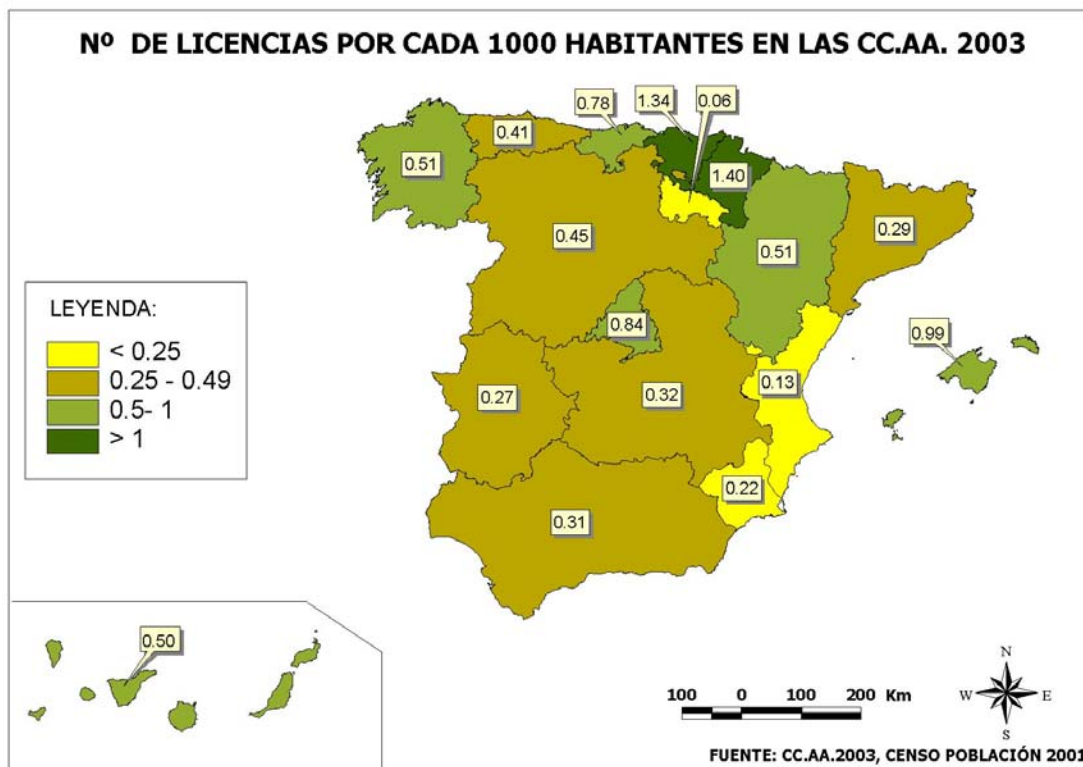 Nº DE LICENCIAS POR CADA 1000 HABITANTES EN LAS CC.AA. 2003
0.78
1.34
0.06
0.41
0.51
1.40
0.45
0.51
0.29
LEYENDA:
< 0.25
0.25 - 0.49
0.5- 1
> 1
0.84
0.99
0.13
0.27
0.32
0.22
0.31
0.50
N
W
E
S
100 0 100 200 Km
FUENTE: CC.AA.2003, CENSO POBLACIÓN 2001